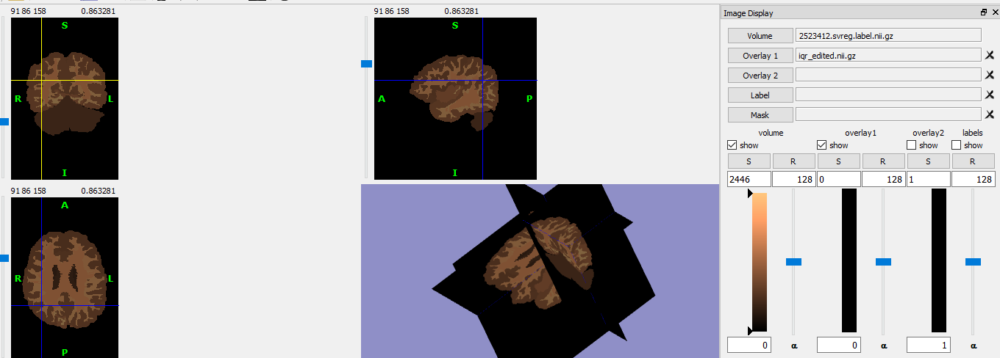 91 86 158 0.863281
S
R L
I
91 86 158 0.863281
S
A P
I
91 86 158 0.863281
A
R L
P
Image Display
Volume 2523412.svreg.label.nii.gz
Overlay 1 iqr_edited.nii.gz
Overlay 2
Label
Mask
volume overlay1 overlay2 labels
show show show show
S R S R S R
2446 128 0 128 1 128
0 α 0 α 1 α